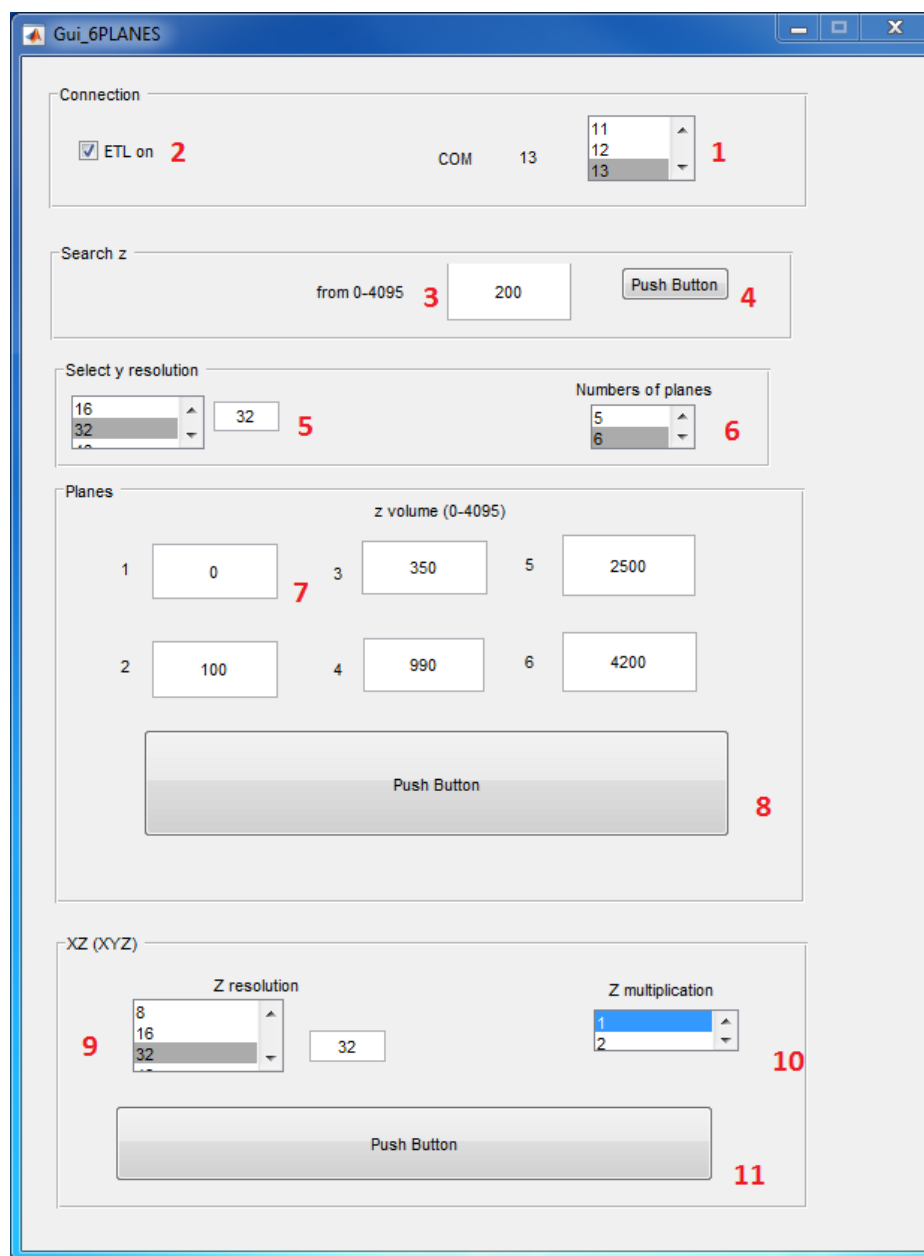 Gui_6PLANES
Connection
ETL on 2 COM 13 11 12 13 1
Search z
from 0-4095 3 200 Push Button 4
Select y resolution
Numbers of planes
16 32 32 5 5 6 6
Planes
z volume (0-4095)
1 0 7 3 350 5 2500
2 100 4 990 6 4200
Push Button
8
XZ (XYZ)
Z resolution Z multiplication
9 8 16 32 32 1 2 10
Push Button
11